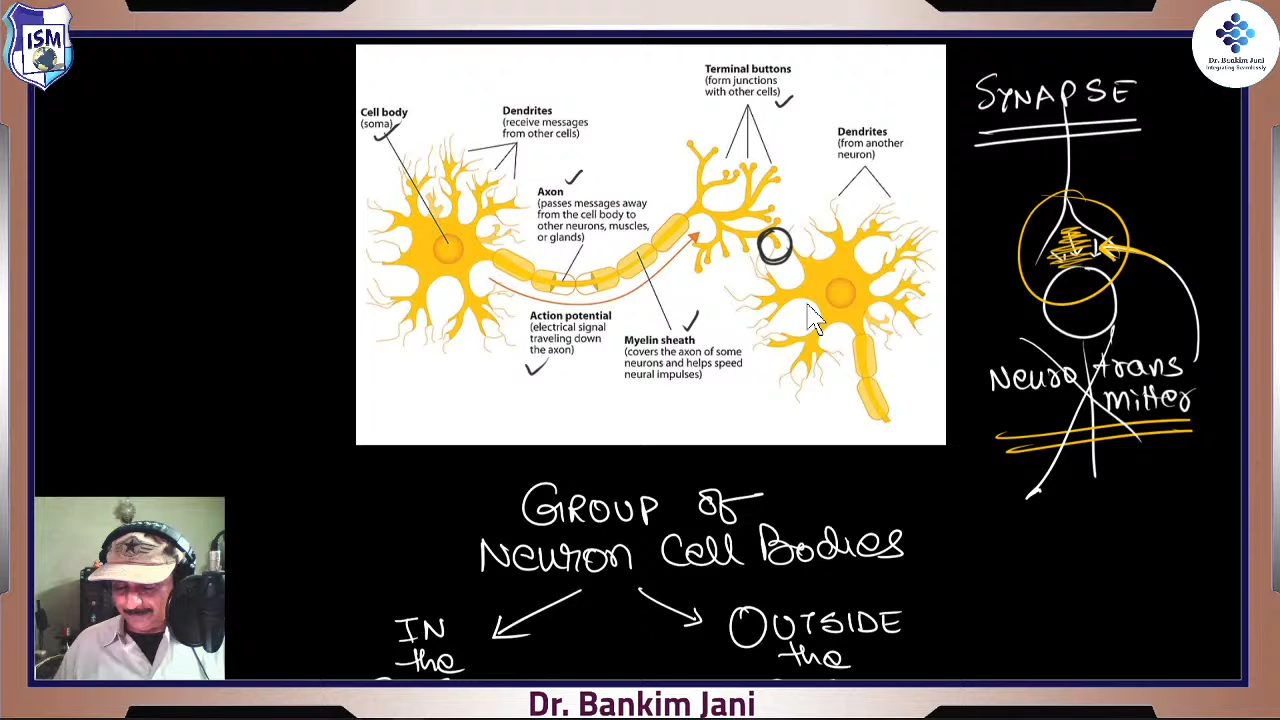 ISM
Dr. Bankim Jani
Integrating Seamlessly
Terminal buttons
(form junctions
with other cells)
SYNAPSE
Cell body
(soma)
Dendrites
(receive messages
from other cells)
Dendrites
(from another
neuron)
Axon
(passes messages away
from the cell body to
other neurons, muscles,
or glands)
Action potential
(electrical signal
traveling down
the axon)
Myelin sheath
(covers the axon of some
neurons and helps speed
neural impulses)
Neuro trans
mitter
GROUP of
Neuron Cell Bodies
IN
the
OUTSIDE
the
Dr. Bankim Jani